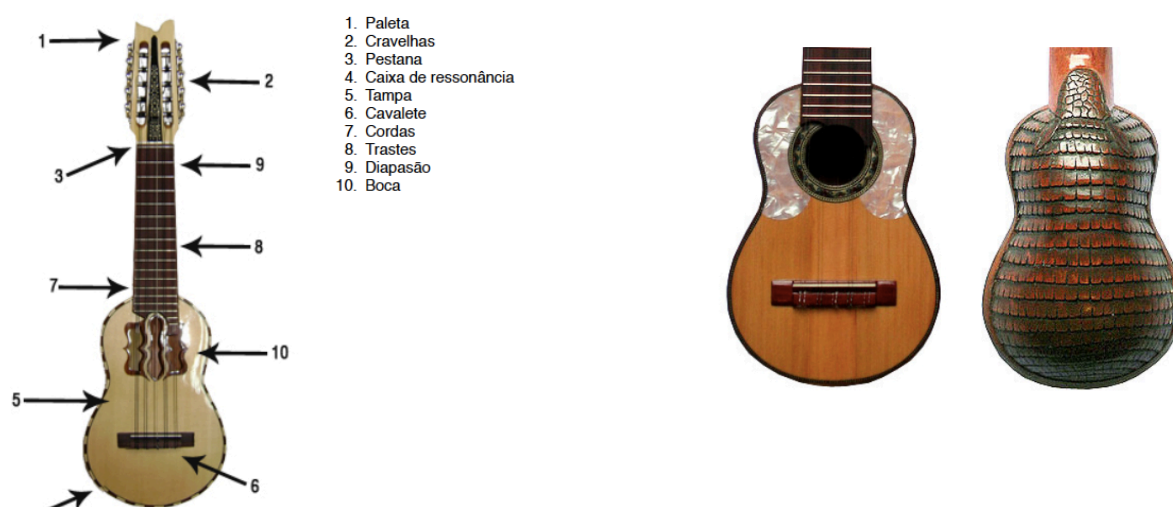 1. Paleta
2. Cravelhas
3. Pestana
4. Caixa de ressonância
5. Tampa
6. Cavalete
7. Cordas
8. Trastes
9. Diapasão
10. Boca
1
2
3
9
8
7
10
5
6